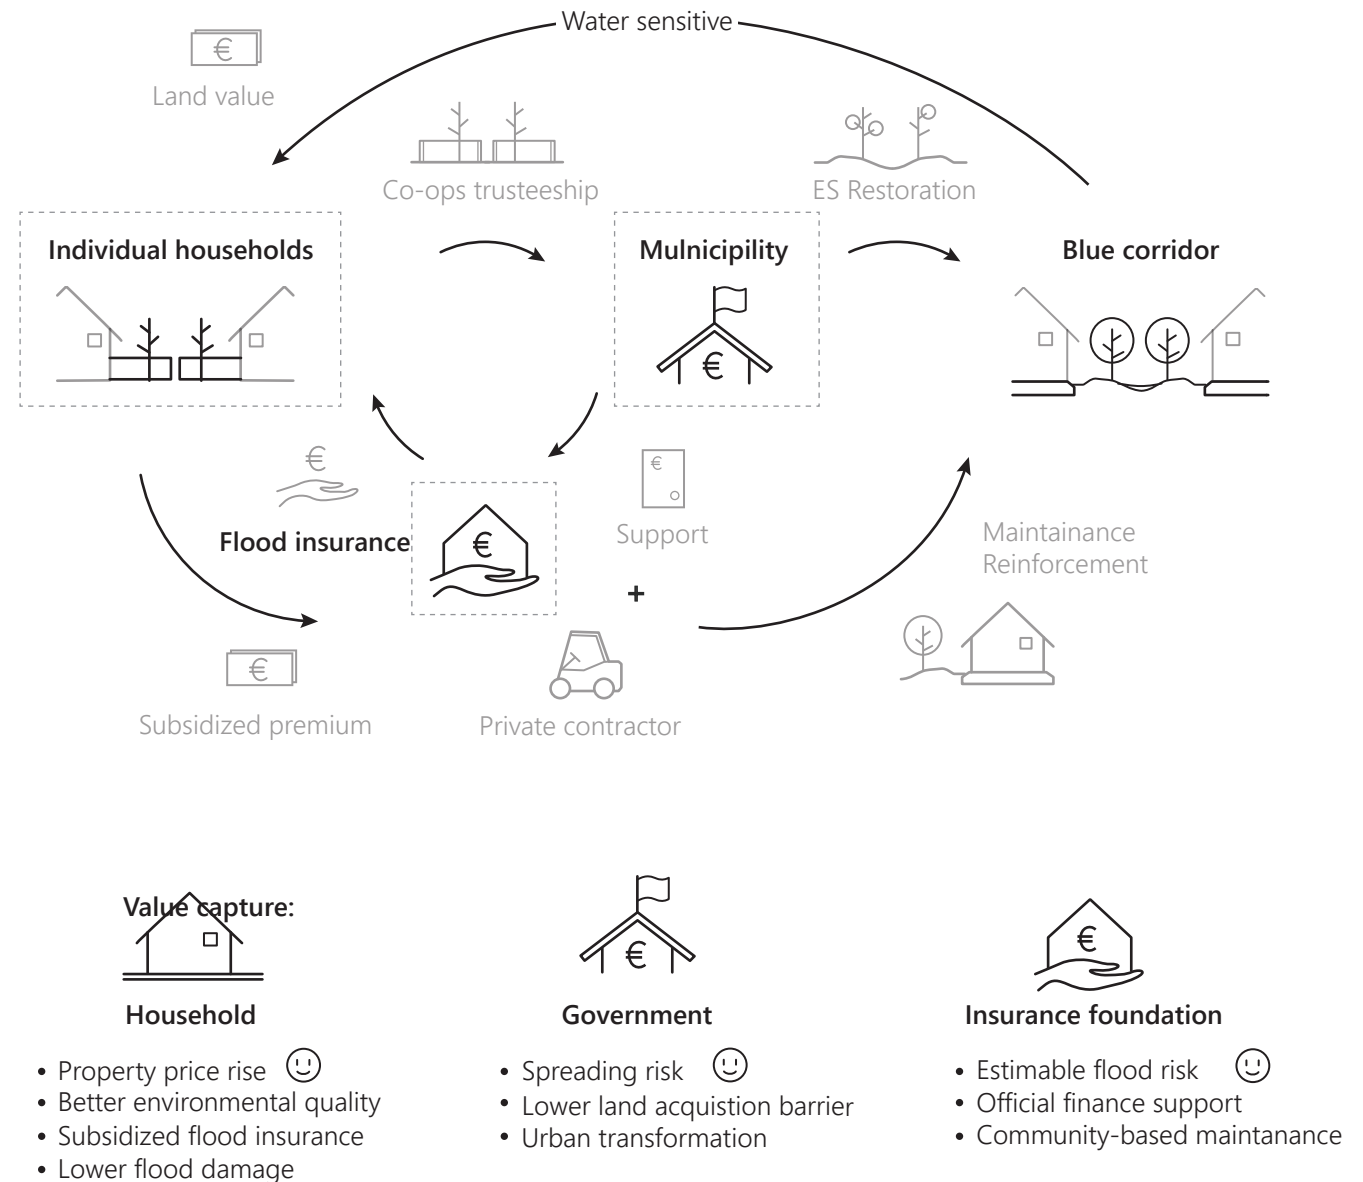 Water sensitive
€
Land value
Co-ops trusteeship
ES Restoration
Individual households
Mulnicipility
Blue corridor
€
€
€
Flood insurance
€
Support
Maintainance
Reinforcement
+
€
Subsidized premium
Private contractor
Value capture:
€
€
Household
Government
Insurance foundation
• Property price rise
• Better environmental quality
• Subsidized flood insurance
• Lower flood damage
• Spreading risk
• Lower land acquistion barrier
• Urban transformation
• Estimable flood risk
• Official finance support
• Community-based maintanance